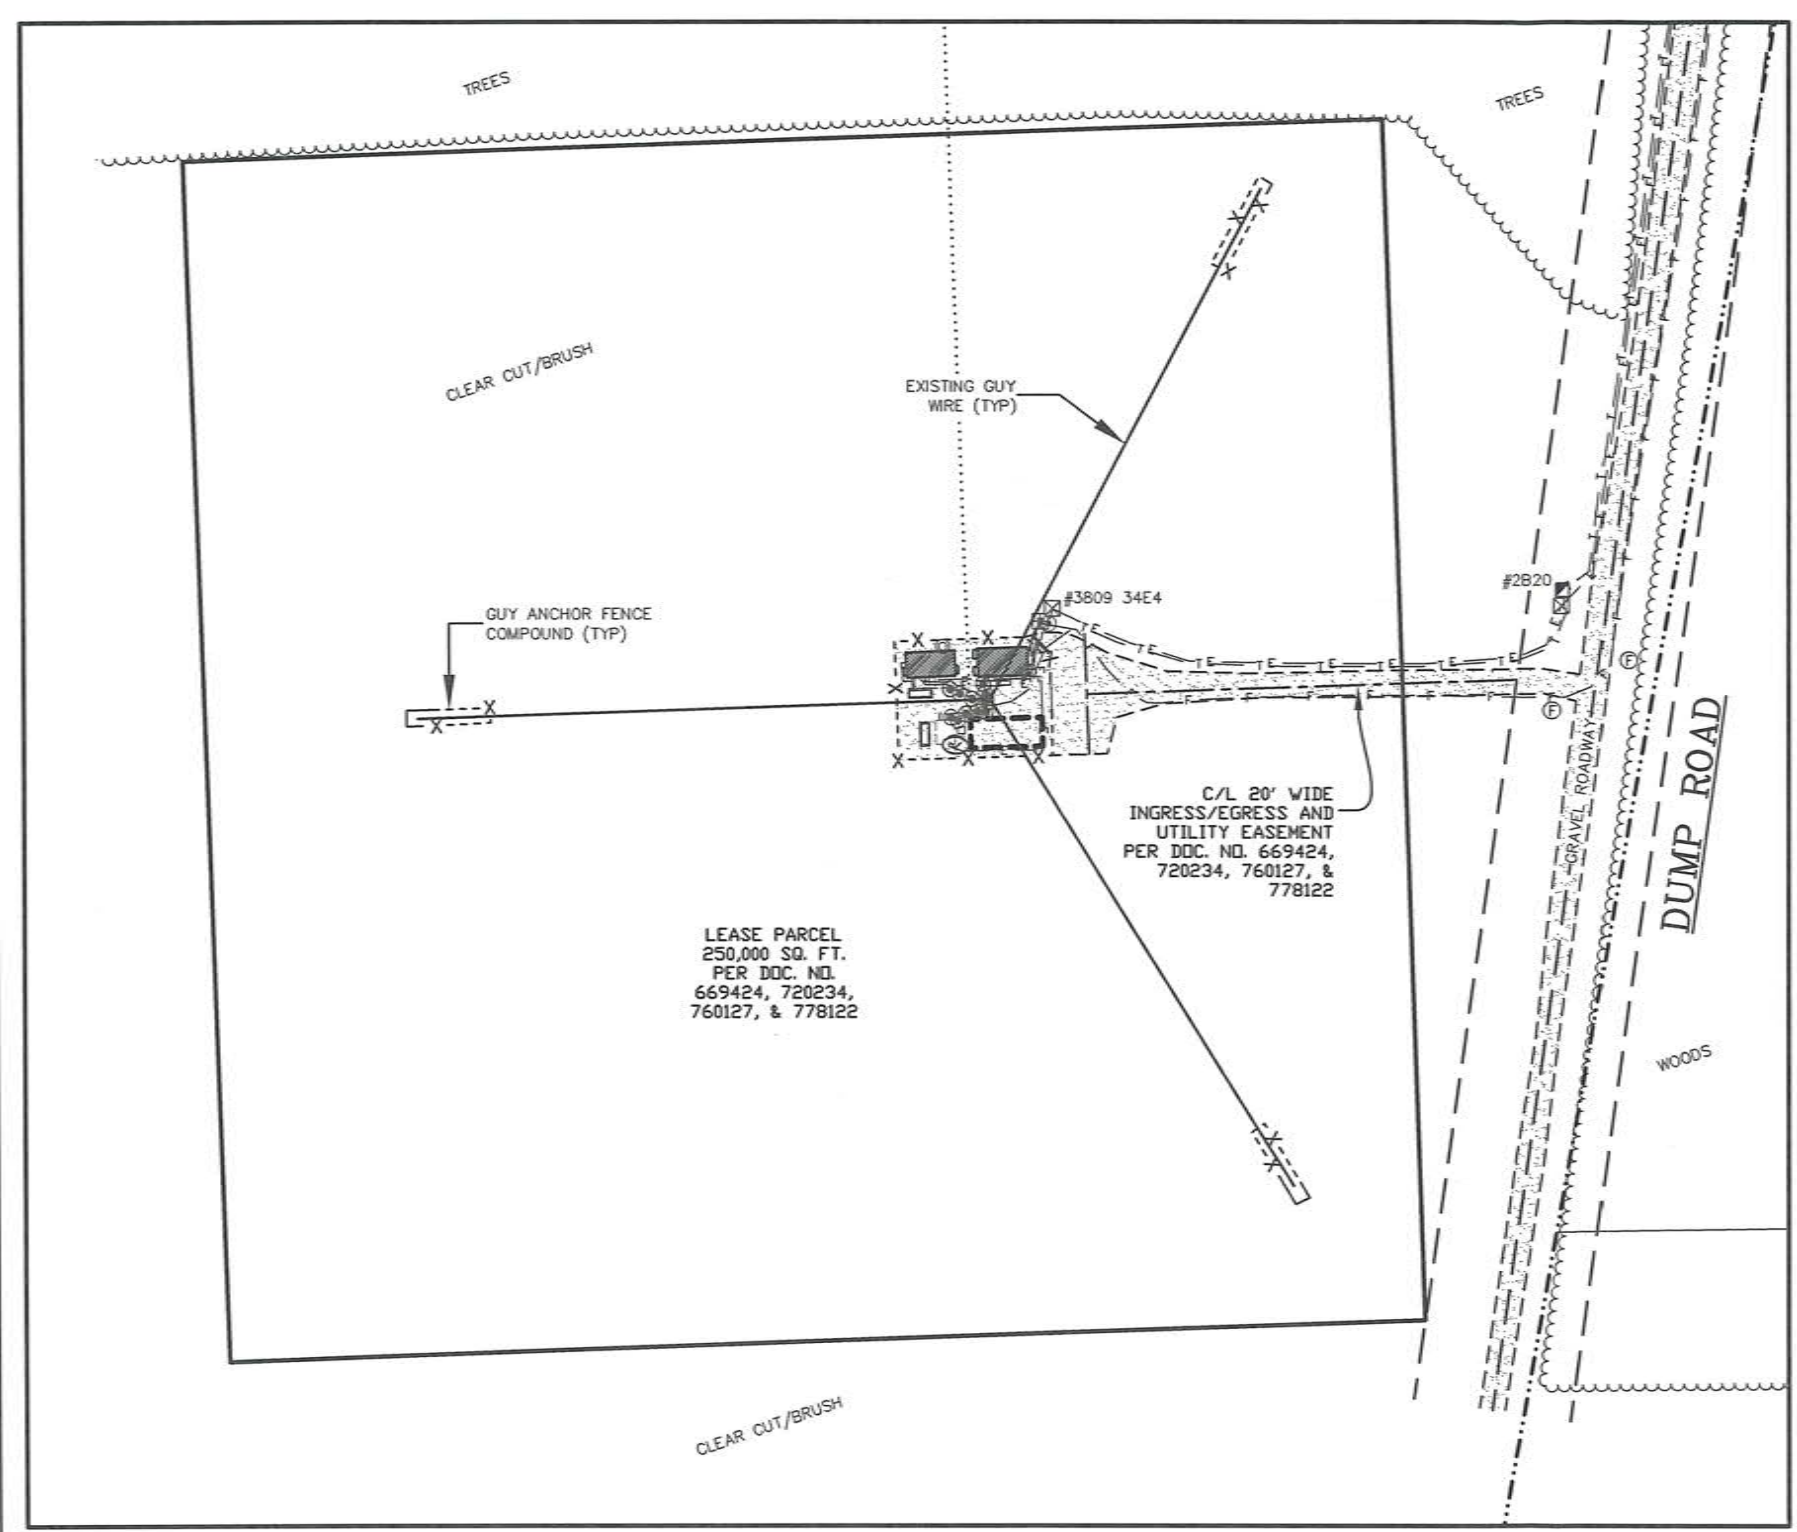 TREES
TREES
CLEAR CUT/BRUSH
EXISTING GUY
WIRE (TYP)
#2B20
#3809 34E4
GUY ANCHOR FENCE
COMPOUND (TYP)
GRAVEL ROADWAY
DUMP ROAD
C/L 20' WIDE
INGRESS/EGRESS AND
UTILITY EASEMENT
PER DOC. NO. 669424,
720234, 760127, &
778122
LEASE PARCEL
250,000 SQ. FT.
PER DOC. NO.
669424, 720234,
760127, & 778122
WOODS
CLEAR CUT/BRUSH